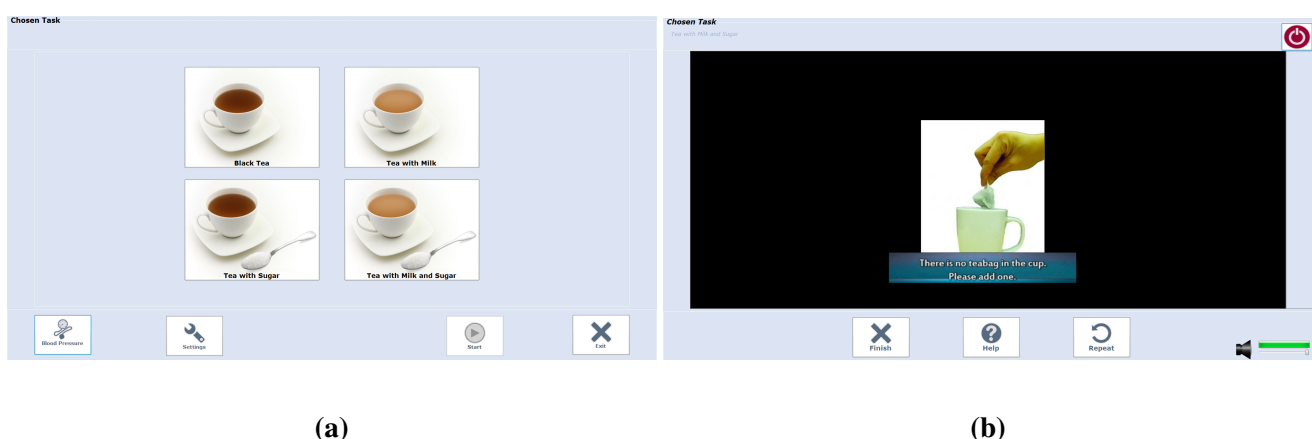 Chosen Task
Black Tea
Tea with Milk
Tea with Sugar
Tea with Milk and Sugar
Blood Pressure
Settings
Start
Exit
(a)
Chosen Task
Tea with Milk and Sugar
There is no teabag in the cup.
Please add one.
Finish
Help
Repeat
(b)